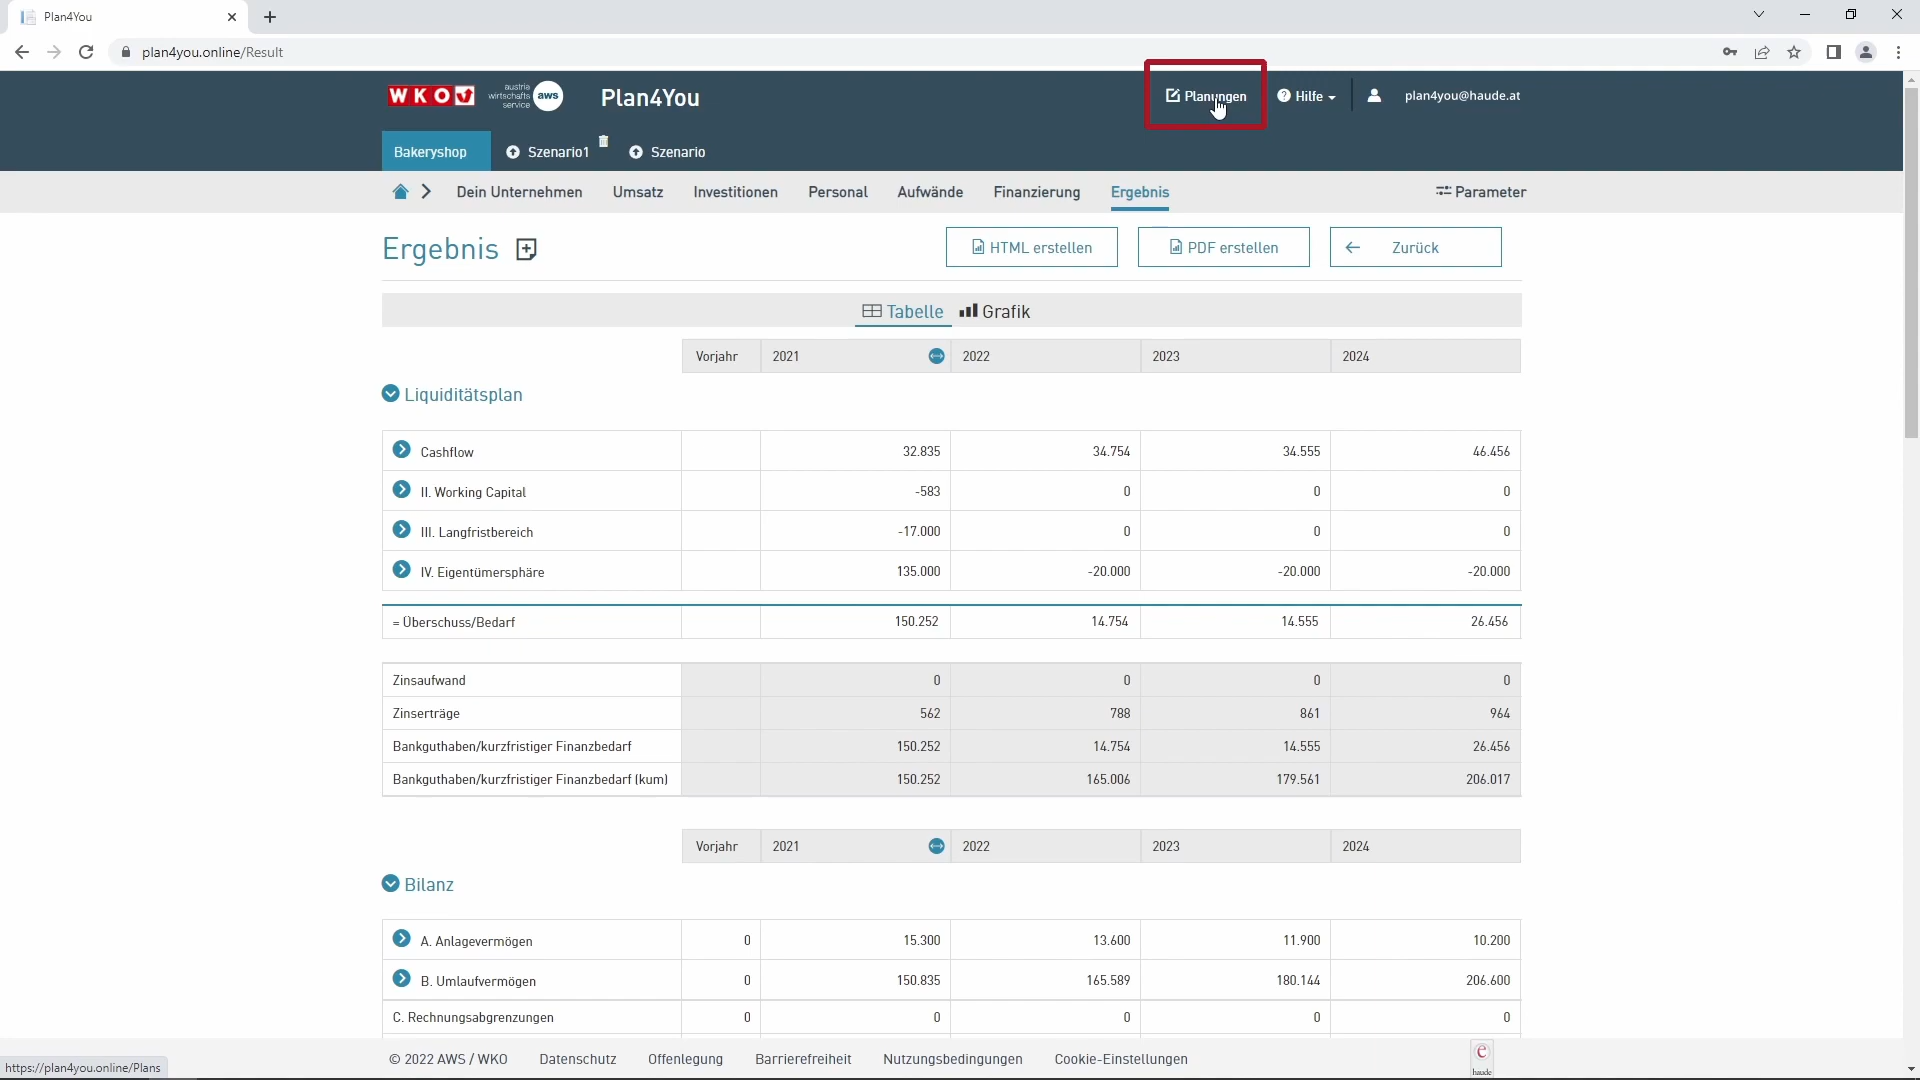 Plan4You
plan4you.online/Result
WKO
austria
wirtschafts
service
aws
Plan4You
Planungen
Hilfe
plan4you@haude.at
Bakeryshop
Szenario1
Szenario
Dein Unternehmen
Umsatz
Investitionen
Personal
Aufwände
Finanzierung
Ergebnis
Parameter
Ergebnis
HTML erstellen
PDF erstellen
Zurück
Tabelle
Grafik
Vorjahr 2021 2022 2023 2024
Liquiditätsplan
Cashflow 32.835 34.754 34.555 46.456
II. Working Capital -583 0 0 0
III. Langfristbereich -17.000 0 0 0
IV. Eigentümersphäre 135.000 -20.000 -20.000 -20.000
= Überschuss/Bedarf 150.252 14.754 14.555 26.456
Zinsaufwand 0 0 0 0
Zinserträge 562 788 861 964
Bankguthaben/kurzfristiger Finanzbedarf 150.252 14.754 14.555 26.456
Bankguthaben/kurzfristiger Finanzbedarf (kum) 150.252 165.006 179.561 206.017
Vorjahr 2021 2022 2023 2024
Bilanz
A. Anlagevermögen 0 15.300 13.600 11.900 10.200
B. Umlaufvermögen 0 150.835 165.589 180.144 206.600
C. Rechnungsabgrenzungen 0 0 0 0 0
© 2022 AWS / WKO
Datenschutz
Offenlegung
Barrierefreiheit
Nutzungsbedingungen
Cookie-Einstellungen
e
haude
https://plan4you.online/Plans